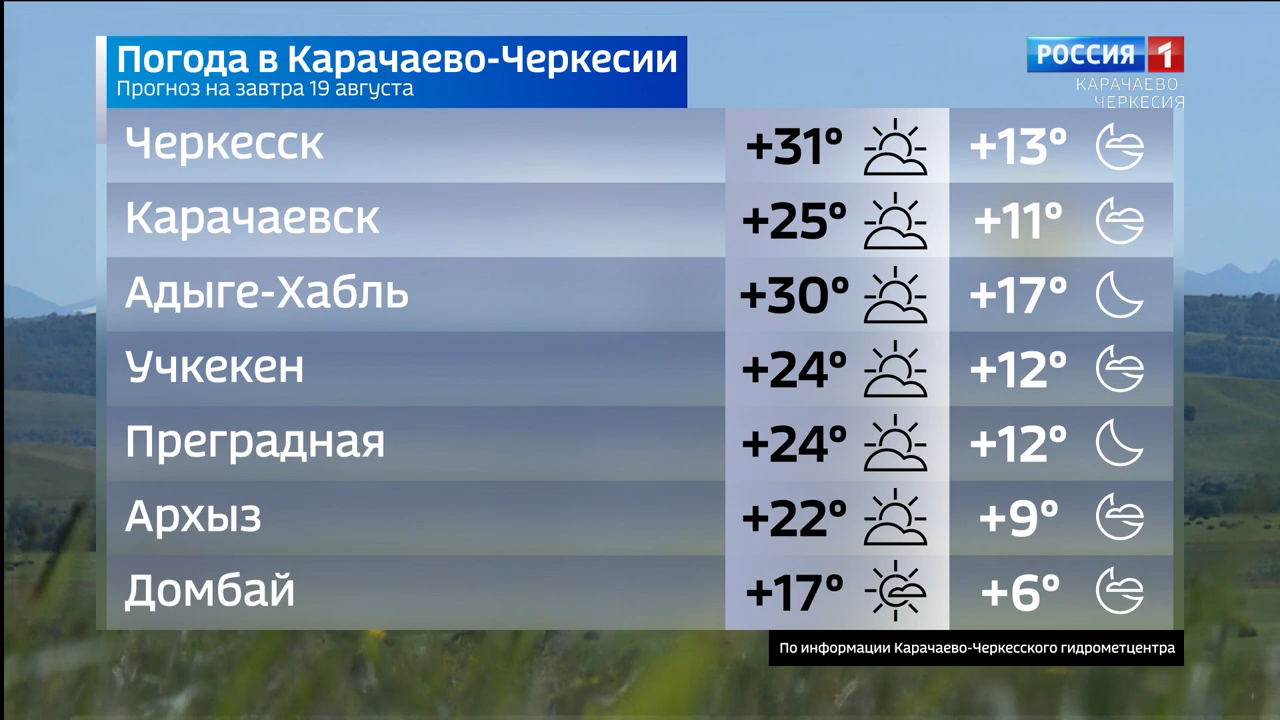 Погода в Карачаево-Черкесии
Прогноз на завтра 19 августа
РОССИЯ 1
КАРАЧАЕВО-
ЧЕРКЕСИЯ
Черкесск +31° +13°
Карачаевск +25° +11°
Адыге-Хабль +30° +17°
Учкекен +24° +12°
Преградная +24° +12°
Архыз +22° +9°
Домбай +17° +6°
По информации Карачаево-Черкесского гидрометцентра